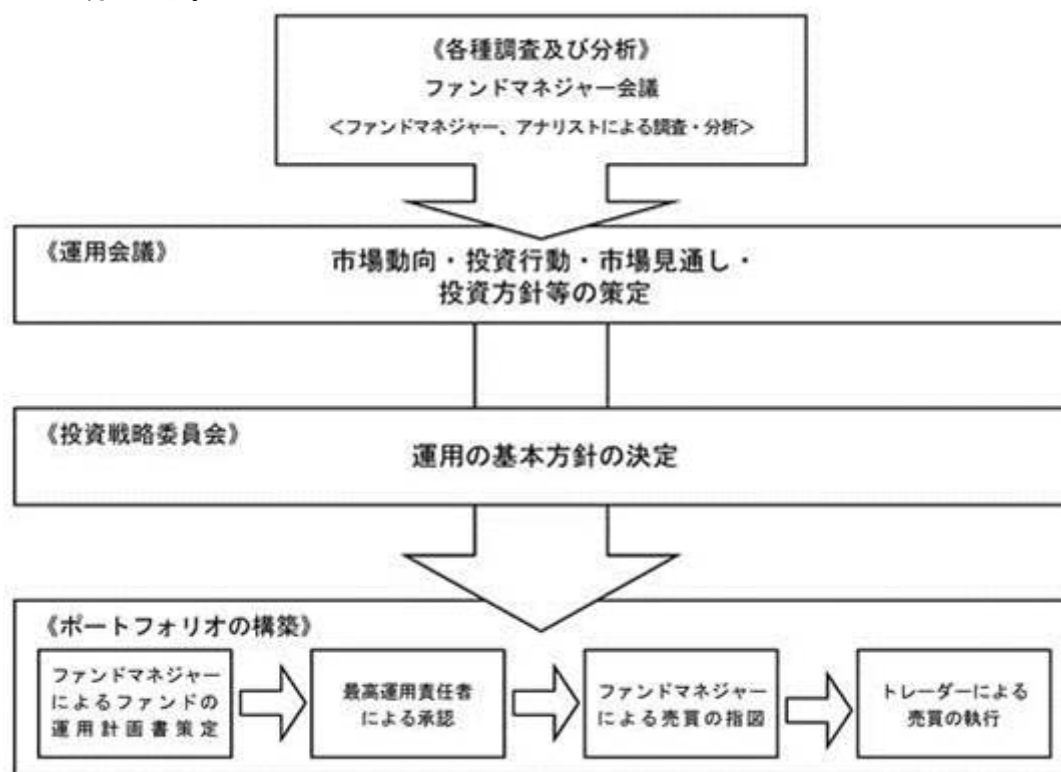 《各種調査及び分析》
ファンドマネジャー会議
<ファンドマネジャー、アナリストによる調査・分析>
《運用会議》
市場動向・投資行動・市場見通し・
投資方針等の策定
《投資戦略委員会》
運用の基本方針の決定
《ポートフォリオの構築》
ファンドマネジャー
によるファンドの
運用計画書策定
最高運用責任者
による承認
ファンドマネジャー
による売買の指図
トレーダーによる
売買の執行